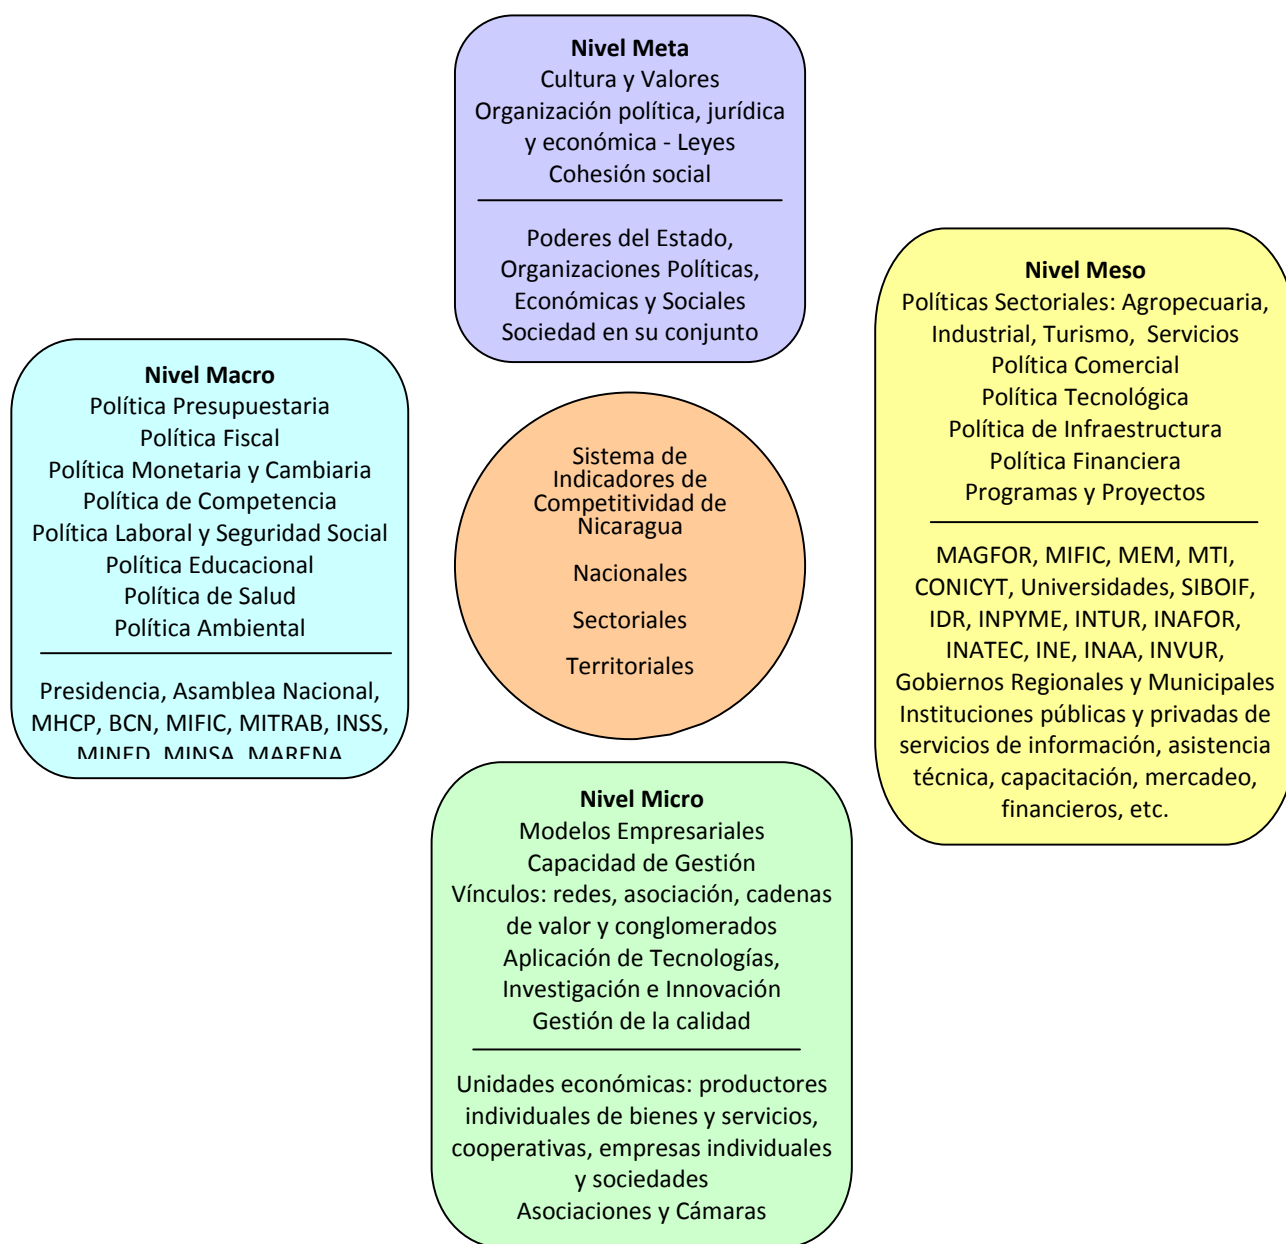 Nivel Meta
Cultura y Valores
Organización política, jurídica
y económica - Leyes
Cohesión social
Poderes del Estado,
Organizaciones Políticas,
Económicas y Sociales
Sociedad en su conjunto
Nivel Macro
Política Presupuestaria
Política Fiscal
Política Monetaria y Cambiaria
Política de Competencia
Política Laboral y Seguridad Social
Política Educacional
Política de Salud
Política Ambiental
Presidencia, Asamblea Nacional,
MHCP, BCN, MIFIC, MITRAB, INSS,
MINED, MINSA, MARENA
Sistema de
Indicadores de
Competitividad de
Nicaragua
Nacionales
Sectoriales
Territoriales
Nivel Meso
Políticas Sectoriales: Agropecuaria,
Industrial, Turismo, Servicios
Política Comercial
Política Tecnológica
Política de Infraestructura
Política Financiera
Programas y Proyectos
MAGFOR, MIFIC, MEM, MTI,
CONICYT, Universidades, SIBOIF,
IDR, INPYME, INTUR, INAFOR,
INATEC, INE, INAA, INVUR,
Gobiernos Regionales y Municipales
Instituciones públicas y privadas de
servicios de información, asistencia
técnica, capacitación, mercadeo,
financieros, etc.
Nivel Micro
Modelos Empresariales
Capacidad de Gestión
Vínculos: redes, asociación, cadenas
de valor y conglomerados
Aplicación de Tecnologías,
Investigación e Innovación
Gestión de la calidad
Unidades económicas: productores
individuales de bienes y servicios,
cooperativas, empresas individuales
y sociedades
Asociaciones y Cámaras